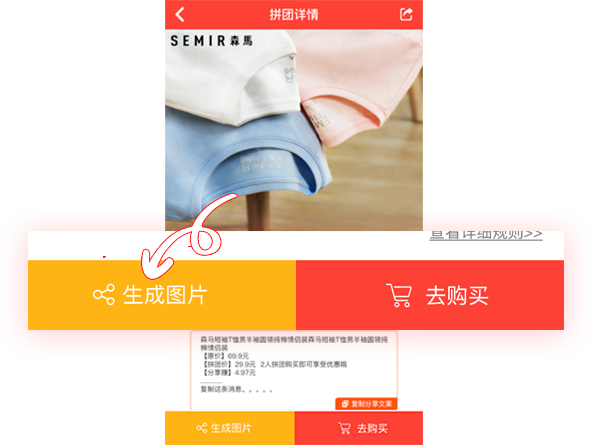 拼团详情
SEMIR 森馬
查看详细规则>>
生成图片
去购买
森马短袖T恤男半袖圆领纯棉情侣装森马短袖T恤男半袖圆领纯
棉情侣装
【原价】69.9元
【拼团价】29.9元 2人拼团购买即可享受优惠哦
【分享赚】4.97元
————
复制这条消息。。。。。
复制分享文案
生成图片
去购买